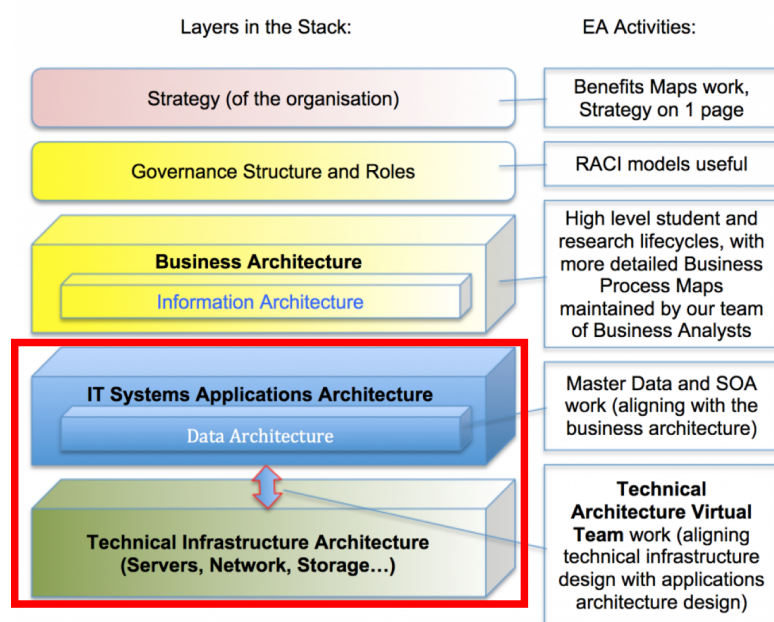 Layers in the Stack:
EA Activities:
Strategy (of the organisation)
Benefits Maps work,
Strategy on 1 page
Governance Structure and Roles
RACI models useful
Business Architecture
Information Architecture
High level student and
research lifecycles, with
more detailed Business
Process Maps
maintained by our team
of Business Analysts
IT Systems Applications Architecture
Data Architecture
Master Data and SOA
work (aligning with the
business architecture)
Technical Infrastructure Architecture
(Servers, Network, Storage...)
Technical
Architecture Virtual
Team work (aligning
technical infrastructure
design with applications
architecture design)